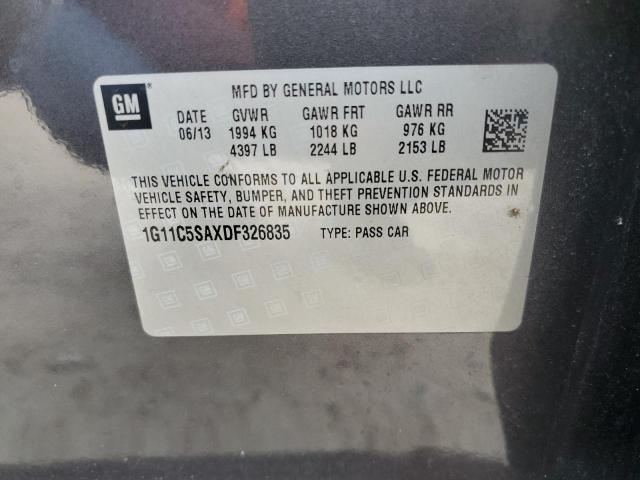 GM
MFD BY GENERAL MOTORS LLC
DATE GVWR GAWR FRT GAWR RR
06/13 1994 KG 1018 KG 976 KG
4397 LB 2244 LB 2153 LB
THIS VEHICLE CONFORMS TO ALL APPLICABLE U.S. FEDERAL MOTOR
VEHICLE SAFETY, BUMPER, AND THEFT PREVENTION STANDARDS IN
EFFECT ON THE DATE OF MANUFACTURE SHOWN ABOVE.
1G11C5SAXDF326835 TYPE: PASS CAR